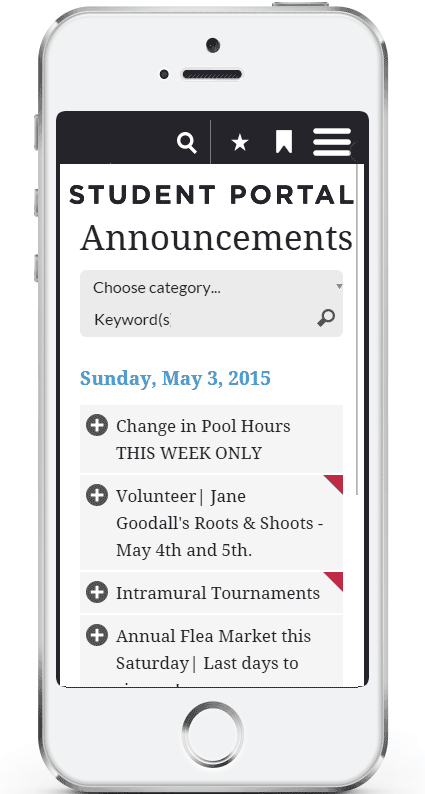 STUDENT PORTAL
Announcements
Choose category...
Keyword(s
Sunday, May 3, 2015
Change in Pool Hours
THIS WEEK ONLY
Volunteer| Jane
Goodall's Roots & Shoots -
May 4th and 5th.
Intramural Tournaments
Annual Flea Market this
Saturday| Last days to